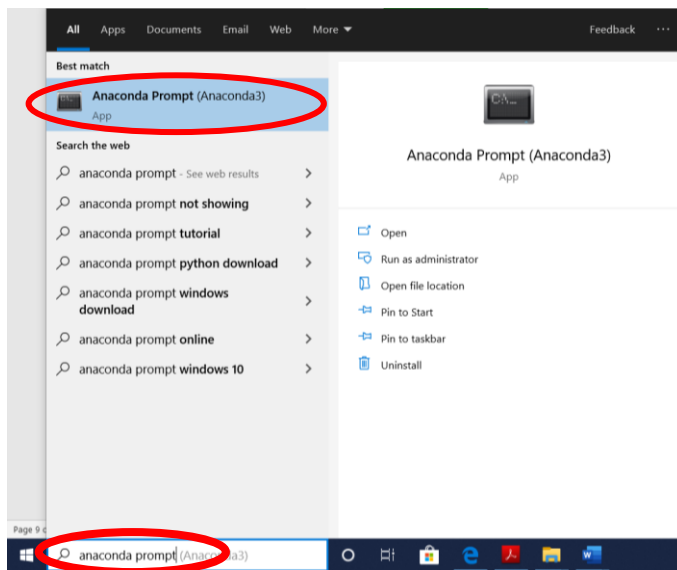 All Apps Documents Email Web More Feedback ...
Best match
Anaconda Prompt (Anaconda3)
App
Search the web
anaconda prompt - See web results
anaconda prompt not showing
anaconda prompt tutorial
anaconda prompt python download
anaconda prompt windows
download
anaconda prompt online
anaconda prompt windows 10
Anaconda Prompt (Anaconda3)
App
Open
Run as administrator
Open file location
Pin to Start
Pin to taskbar
Uninstall
Page 9
anaconda prompt (Anaconda3)